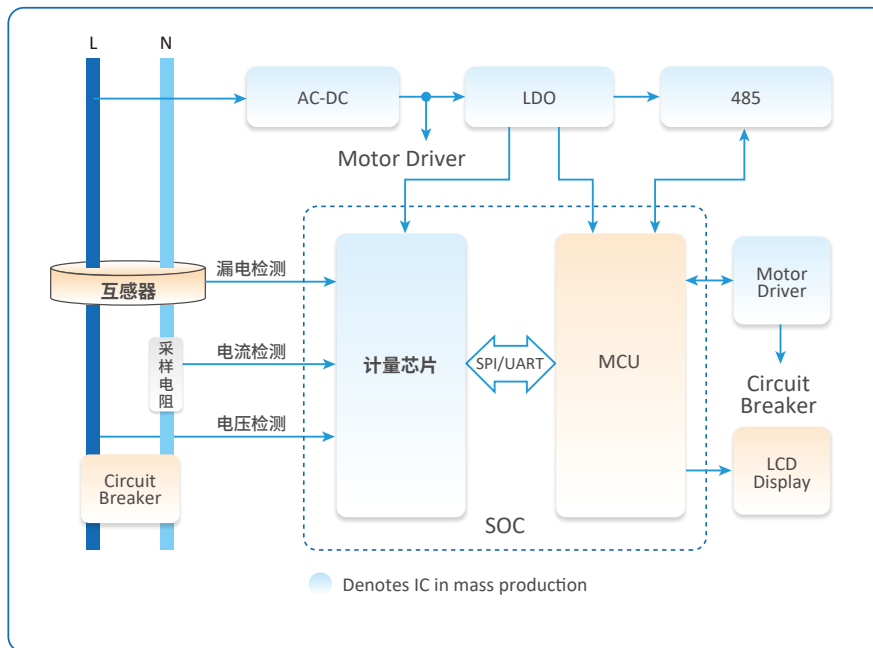 L
N
AC-DC
LDO
485
Motor Driver
漏电检测
互感器
Motor
Driver
采
样
电
阻
电流检测
计量芯片
SPI/UART
MCU
Circuit
Breaker
电压检测
Circuit
Breaker
LCD
Display
SOC
Denotes IC in mass production